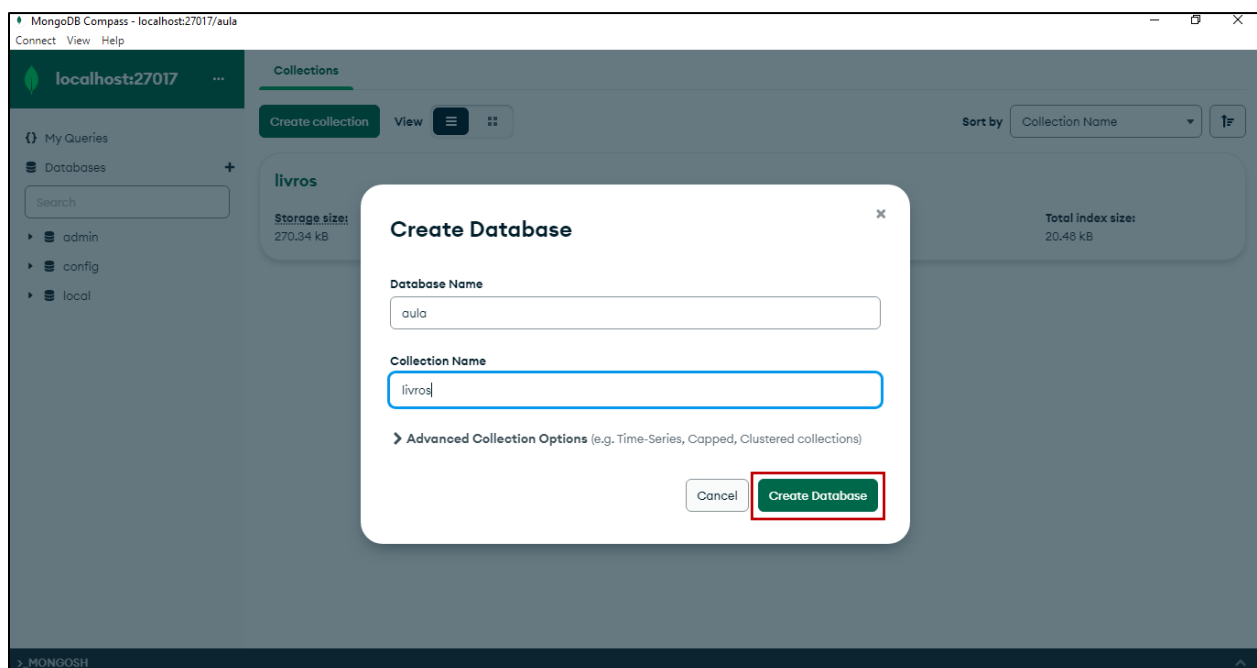 MongoDB Compass - localhost:27017/aula
Connect View Help
localhost:27017 ...
Collections
Create collection
View
Sort by
Collection Name
{} My Queries
Databases +
Search
admin
config
local
livros
Storage size:
270.34 kB
Total index size:
20.48 kB
Create Database
Database Name
aula
Collection Name
livros
Advanced Collection Options (e.g. Time-Series, Capped, Clustered collections)
Cancel
Create Database
>_MONGOSH